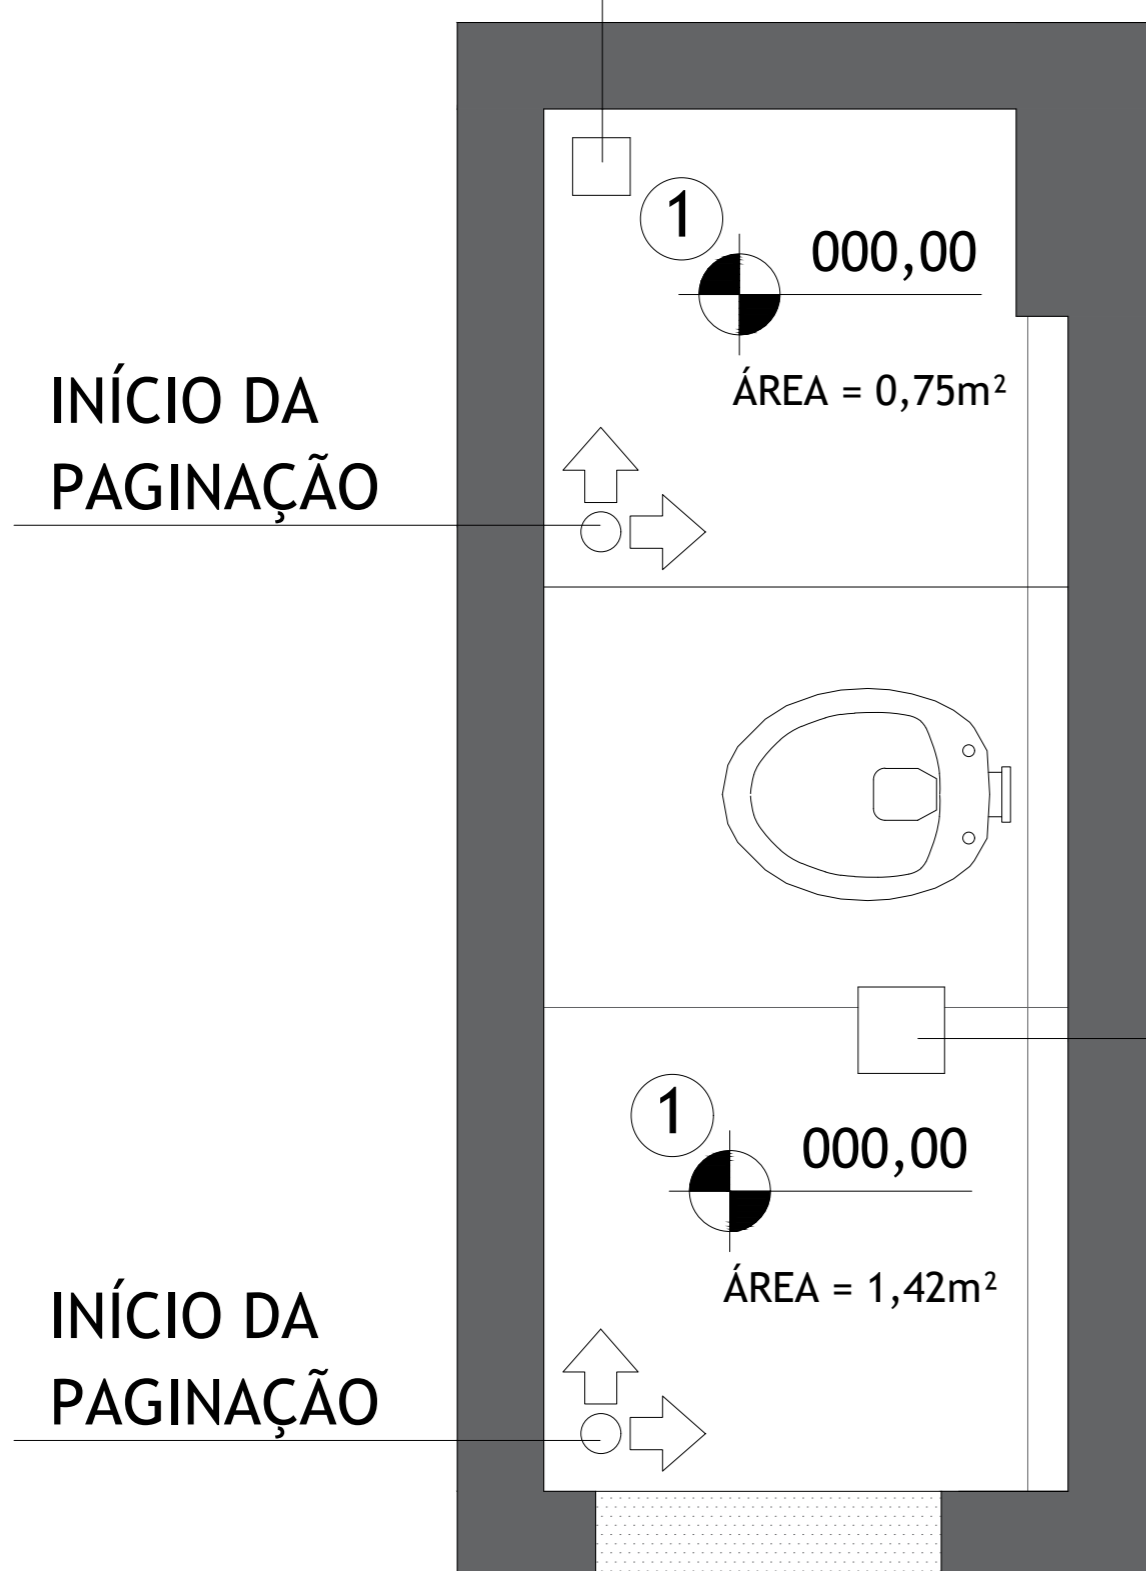 1
000,00
ÁREA = 0,75m²
INÍCIO DA
PAGINAÇÃO
1
000,00
ÁREA = 1,42m²
INÍCIO DA
PAGINAÇÃO